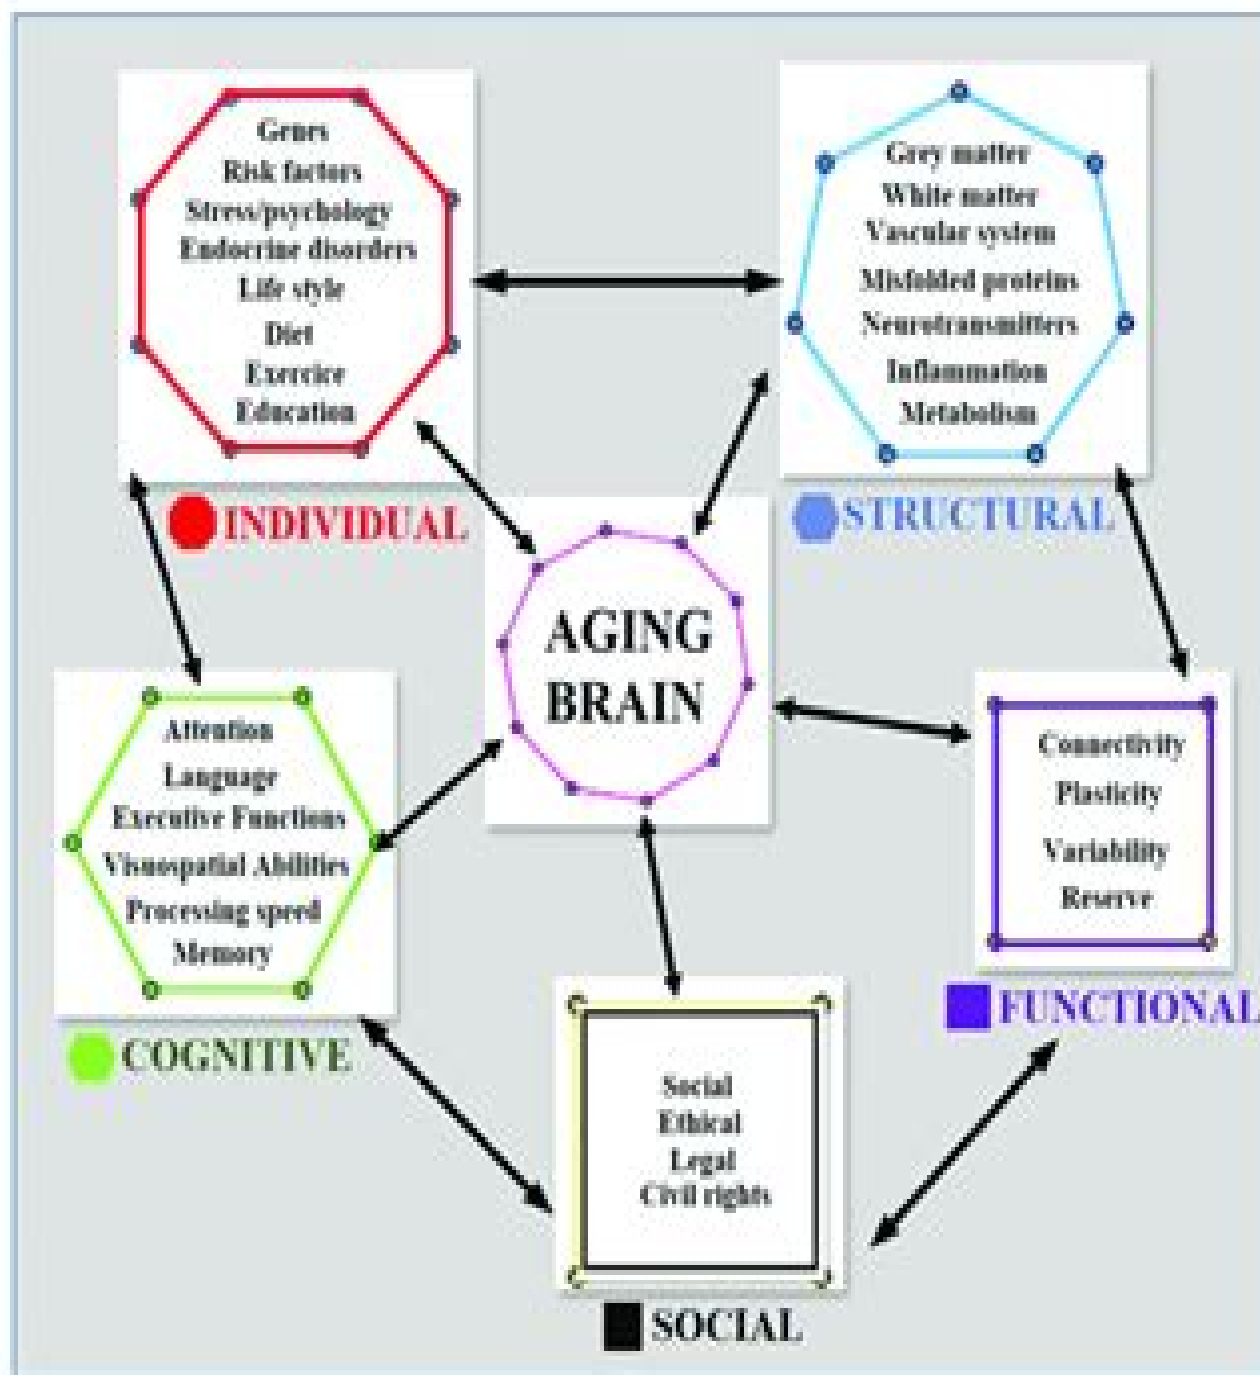 Genes
Risk factors
Stress/psychology
Endocrine disorders
Life style
Diet
Exercice
Education
INDIVIDUAL
Grey matter
White matter
Vascular system
Misfolded proteins
Neurotransmitters
Inflammation
Metabolism
STRUCTURAL
AGING
BRAIN
Attention
Language
Executive Functions
Visuospatial Abilities
Processing speed
Memory
COGNITIVE
Connectivity
Plasticity
Variability
Reserve
FUNCTIONAL
Social
Ethical
Legal
Civil rights
SOCIAL